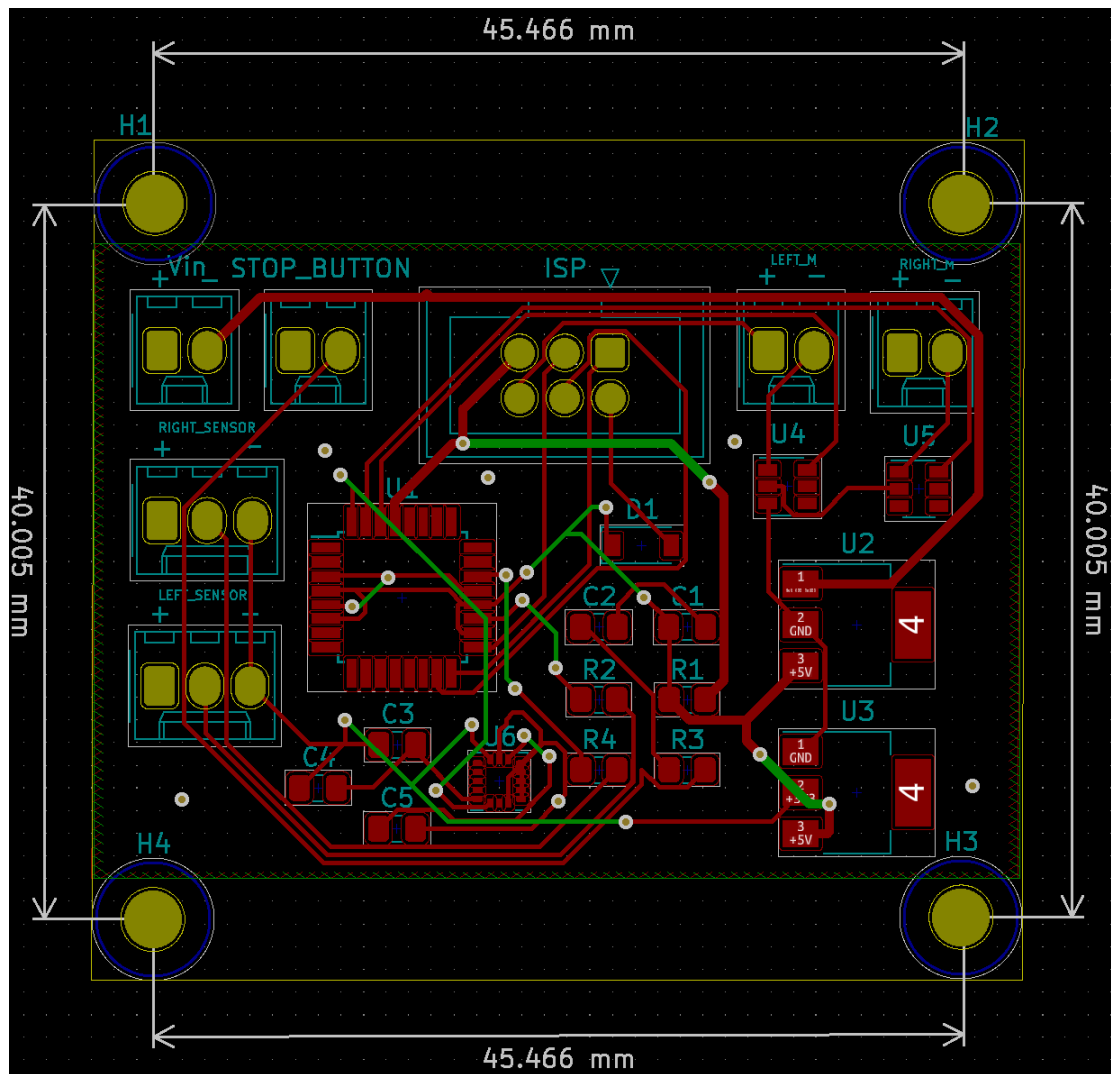 45.466 mm
H1
H2
Vin
+ -
STOP_BUTTON
ISP
LEFT_M
+ -
RIGHT_M
+ -
RIGHT_SENSOR
+ -
U4
U5
U1
40.005 mm
40.005 mm
D1
U2
1
2
GND
3
+5V
4
LEFT_SENSOR
+ -
C2
C1
R2
R1
C3
U6
R4
R3
U3
1
GND
2
3
+5V
4
C4
C5
H4
H3
45.466 mm